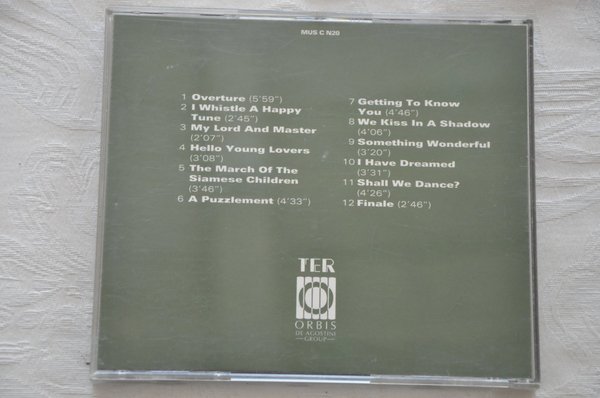 MUS C N20
1 Overture (5'59")
2 I Whistle A Happy
Tune (2'45")
3 My Lord And Master
(2'07")
4 Hello Young Lovers
(3'08")
5 The March Of The
Siamese Children
(3'46")
6 A Puzzlement (4'33")
7 Getting To Know
You (4'46")
8 We Kiss In A Shadow
(4'06")
9 Something Wonderful
(3'20")
10 I Have Dreamed
(3'31")
11 Shall We Dance?
(4'26")
12 Finale (2'46")
TER
ORBIS
DE AGOSTINI
GROUP